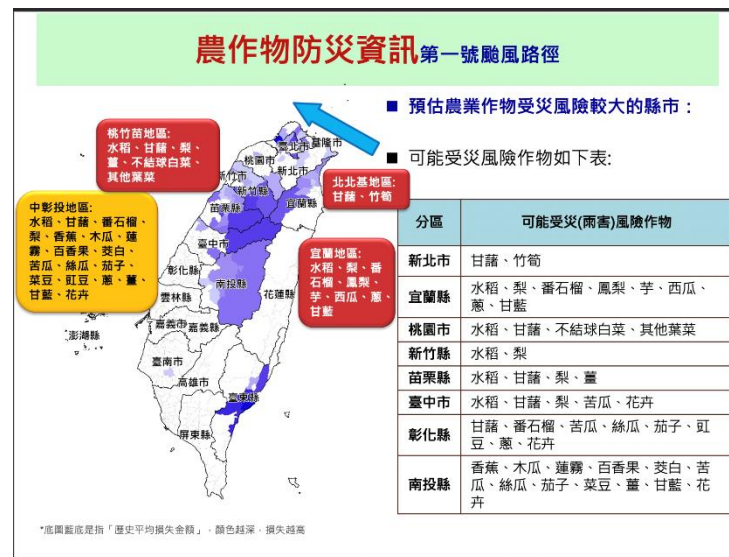 農作物防災資訊第一號颱風路徑
■ 預估農業作物受災風險較大的縣市：
■ 可能受災風險作物如下表:
桃竹苗地區:
水稻、甘藷、梨、
薑、不結球白菜、
其他葉菜
中彰投地區:
水稻、甘藷、番石榴、
梨、香蕉、木瓜、蓮
霧、百香果、茭白、
苦瓜、絲瓜、茄子、
菜豆、豇豆、蔥、薑、
甘藍、花卉
北北基地區:
甘藷、竹筍
宜蘭地區:
水稻、梨、番
石榴、鳳梨、
芋、西瓜、蔥、
甘藍
臺北市
基隆市
桃園市
新北市
新竹市
新竹縣
宜蘭縣
苗栗縣
臺中市
彰化縣
南投縣
花蓮縣
雲林縣
嘉義市
嘉義縣
澎湖縣
臺南市
高雄市
臺東縣
屏東縣
分區 可能受災(雨害)風險作物
新北市 甘藷、竹筍
宜蘭縣 水稻、梨、番石榴、鳳梨、芋、西瓜、
蔥、甘藍
桃園市 水稻、甘藷、不結球白菜、其他葉菜
新竹縣 水稻、梨
苗栗縣 水稻、甘藷、梨、薑
臺中市 水稻、甘藷、梨、苦瓜、花卉
彰化縣 甘藷、番石榴、苦瓜、絲瓜、茄子、豇
豆、蔥、花卉
南投縣 香蕉、木瓜、蓮霧、百香果、茭白、苦
瓜、絲瓜、茄子、菜豆、薑、甘藍、花
卉
*底圖藍底是指「歷史平均損失金額」，顏色越深，損失越高